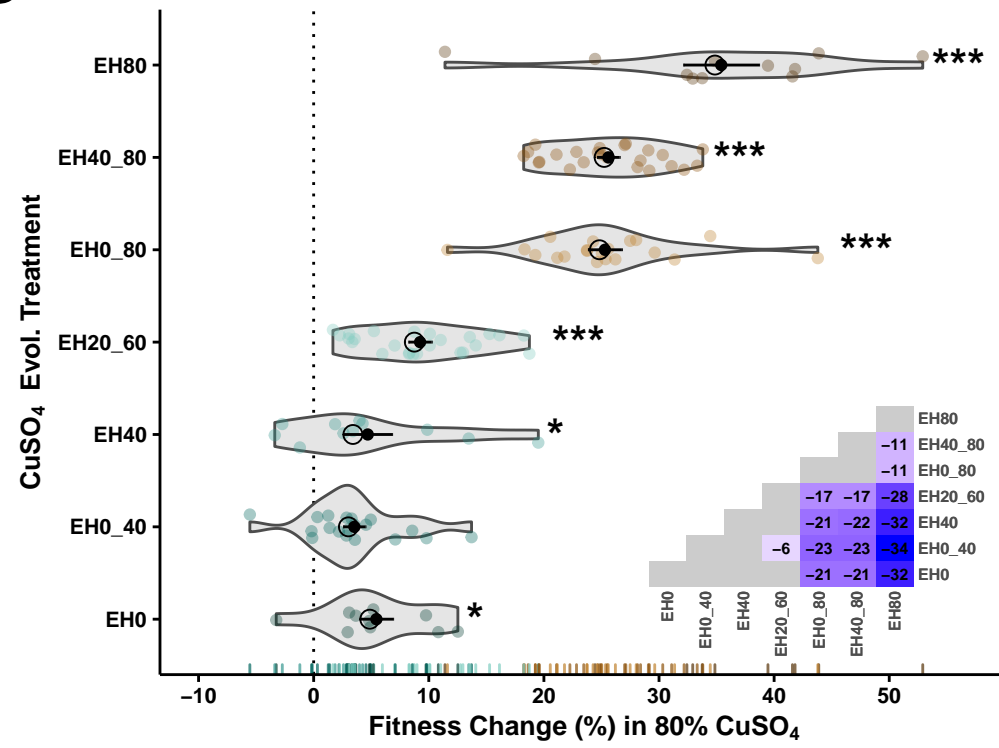 EH80
***
EH40_80
***
EH0_80
***
EH20_60
***
EH40
*
EH0_40
EH0
*
CuSO4 Evol. Treatment
EH80
−11 EH40_80
−11 EH0_80
−17 −17 −28 EH20_60
−21 −22 −32 EH40
−6 −23 −23 −34 EH0_40
−21 −21 −32 EH0
EH0 EH0_40 EH40 EH20_60 EH0_80 EH40_80 EH80
−10 0 10 20 30 40 50
Fitness Change (%) in 80% CuSO4